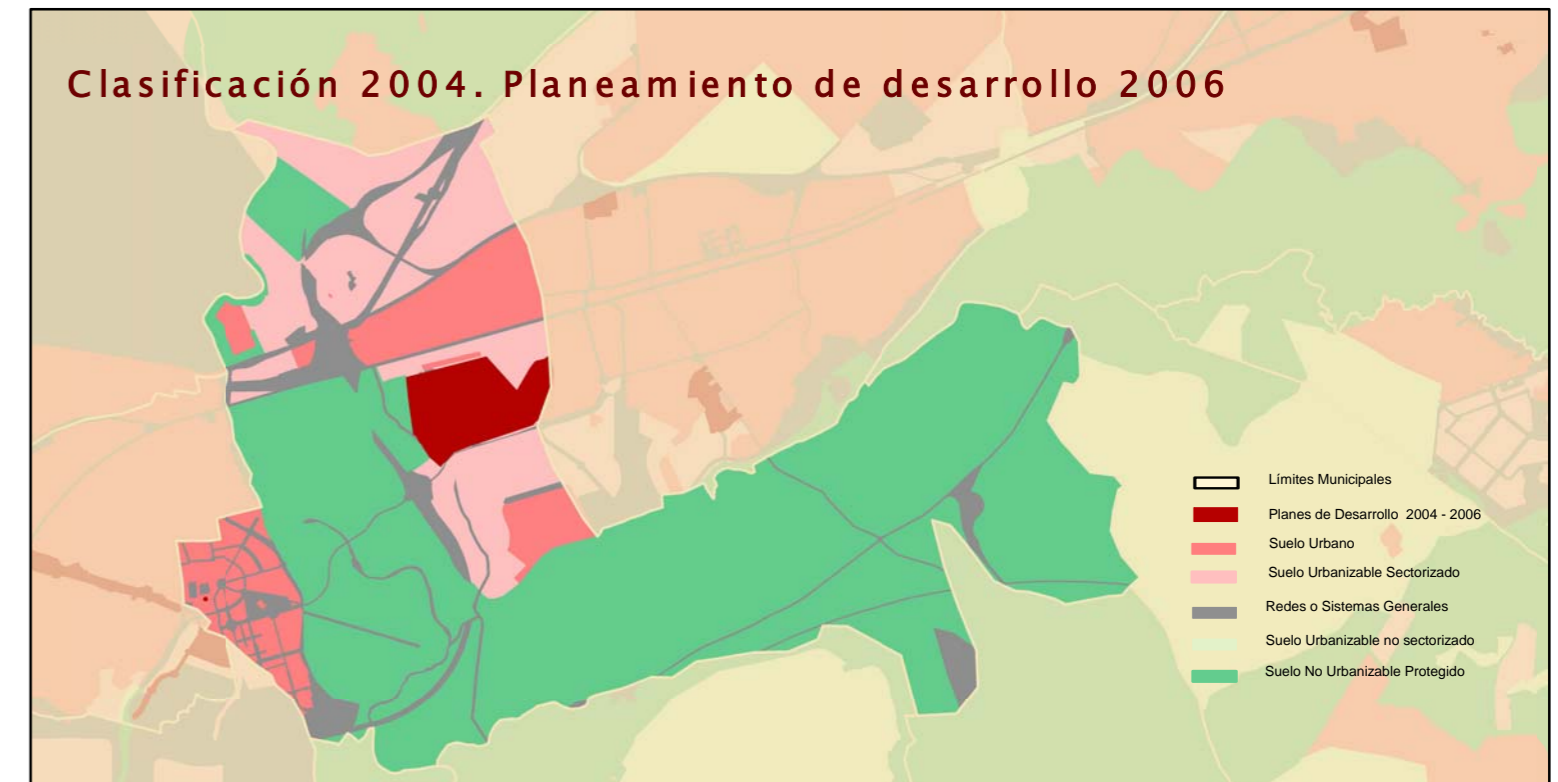 Clasificación 2004. Planeamiento de desarrollo 2006
Límites Municipales
Planes de Desarrollo 2004 - 2006
Suelo Urbano
Suelo Urbanizable Sectorizado
Redes o Sistemas Generales
Suelo Urbanizable no sectorizado
Suelo No Urbanizable Protegido